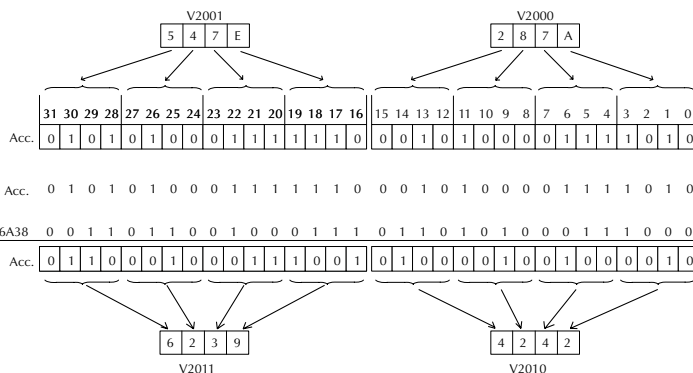 V2001 V2000
5 4 7 E 2 8 7 A
31 30 29 28 27 26 25 24 23 22 21 20 19 18 17 16 15 14 13 12 11 10 9 8 7 6 5 4 3 2 1 0
Acc. 0 1 0 1 0 1 0 0 0 1 1 1 1 1 1 0 0 0 1 0 1 0 0 0 0 1 1 1 1 0 1 0
Acc. 0 1 0 1 0 1 0 0 0 1 1 1 1 1 1 0 0 0 1 0 1 0 0 0 0 1 1 1 1 0 1 0
6A38 0 0 1 1 0 1 1 0 0 1 0 0 0 1 1 1 0 1 1 0 1 0 1 0 0 0 1 1 1 0 0 0
Acc. 0 1 1 0 0 0 1 0 0 0 1 1 1 0 0 1 0 1 0 0 0 0 1 0 0 1 0 0 0 0 1 0
6 2 3 9 4 2 4 2
V2011 V2010